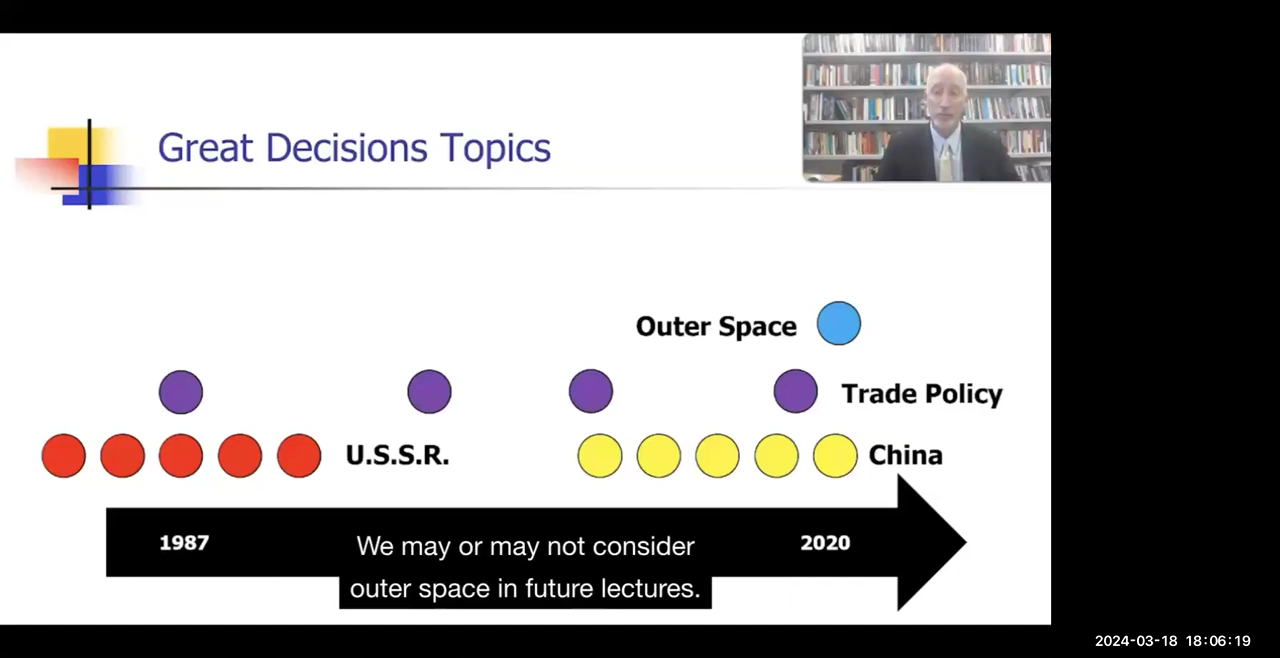 Great Decisions Topics
Outer Space
Trade Policy
U.S.S.R.
China
1987
2020
We may or may not consider
outer space in future lectures.
2024-03-18 18:06:19